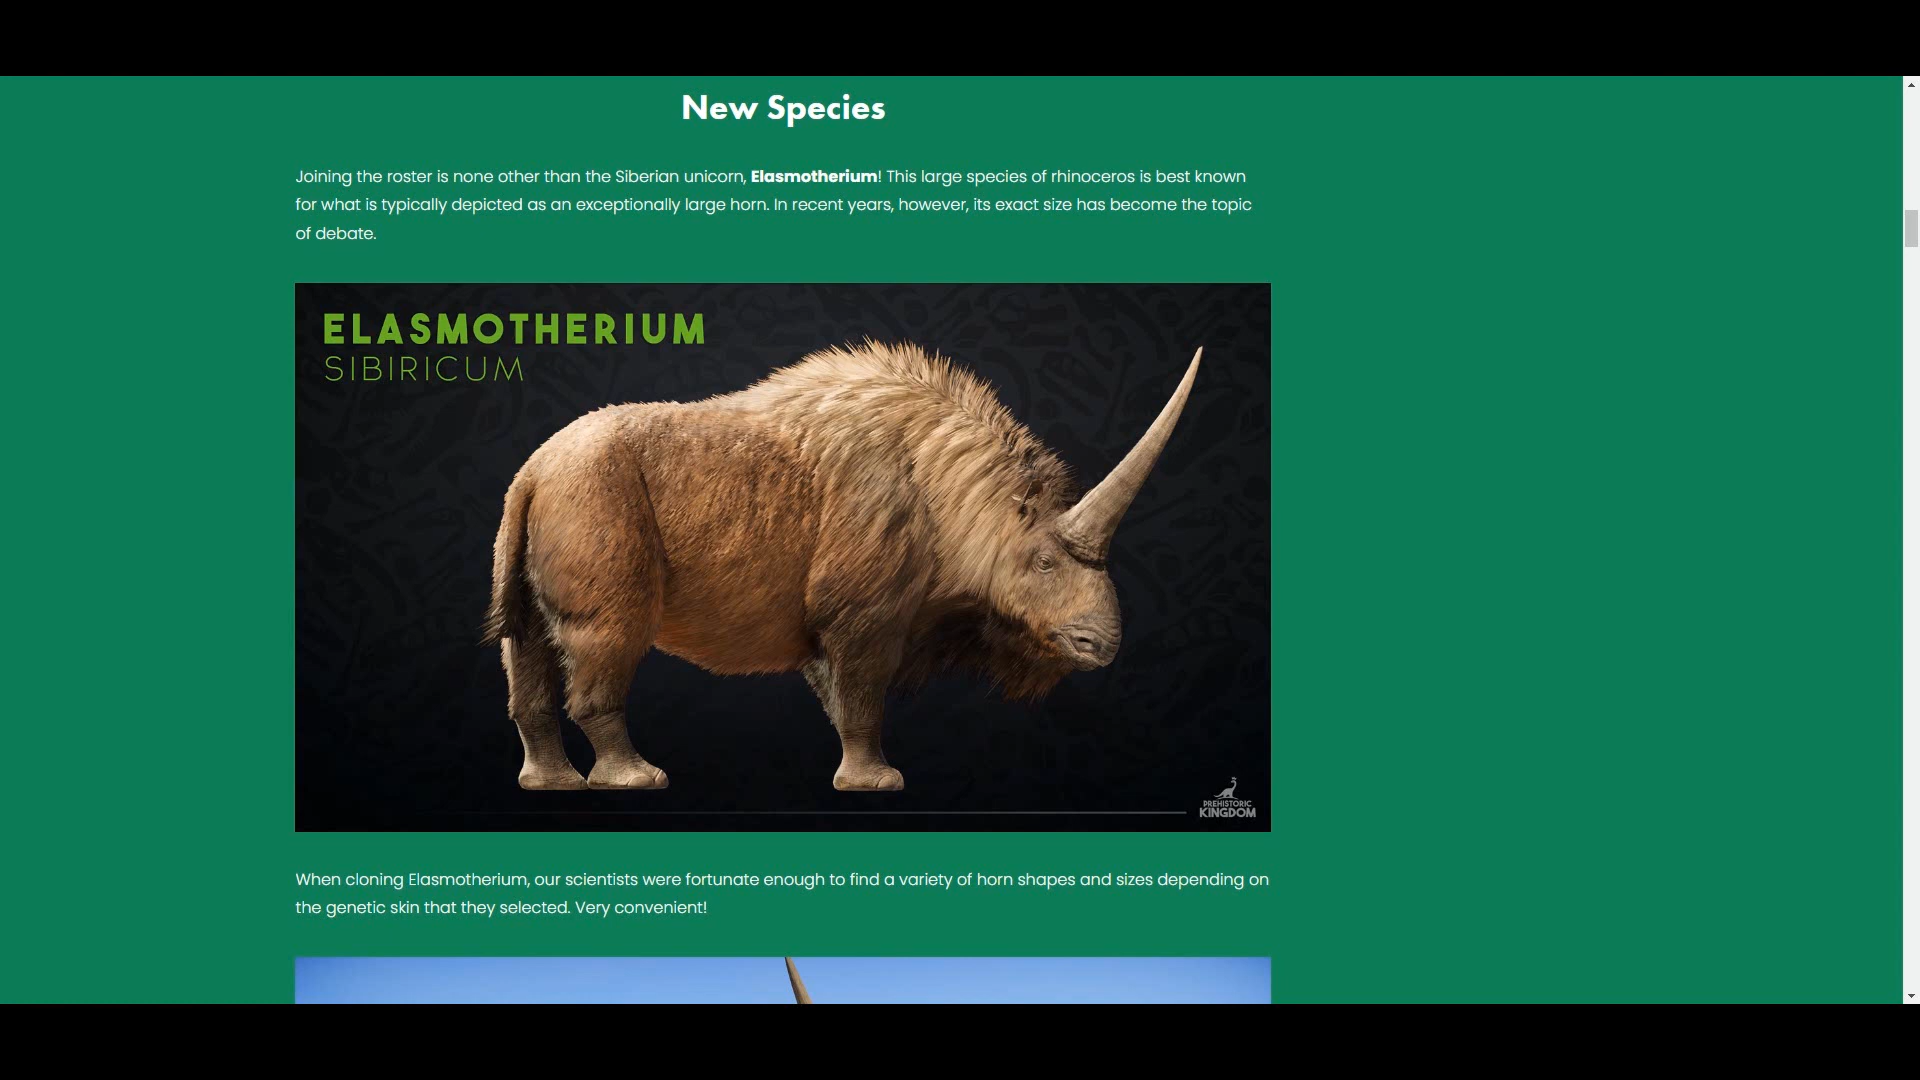 New Species
Joining the roster is none other than the Siberian unicorn, Elasmotherium! This large species of rhinoceros is best known
for what is typically depicted as an exceptionally large horn. In recent years, however, its exact size has become the topic
of debate.
ELASMOTHERIUM
SIBIRICUM
PREHISTORIC
KINGDOM
When cloning Elasmotherium, our scientists were fortunate enough to find a variety of horn shapes and sizes depending on
the genetic skin that they selected. Very convenient!